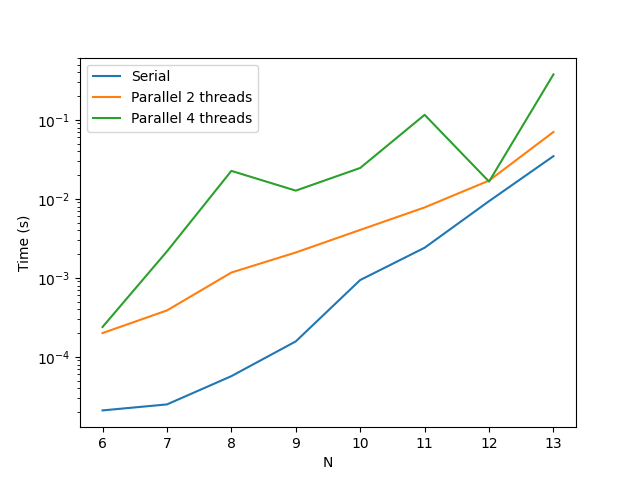 Serial
Parallel 2 threads
Parallel 4 threads
Time (s)
10⁻¹
10⁻²
10⁻³
10⁻⁴
6 7 8 9 10 11 12 13
N